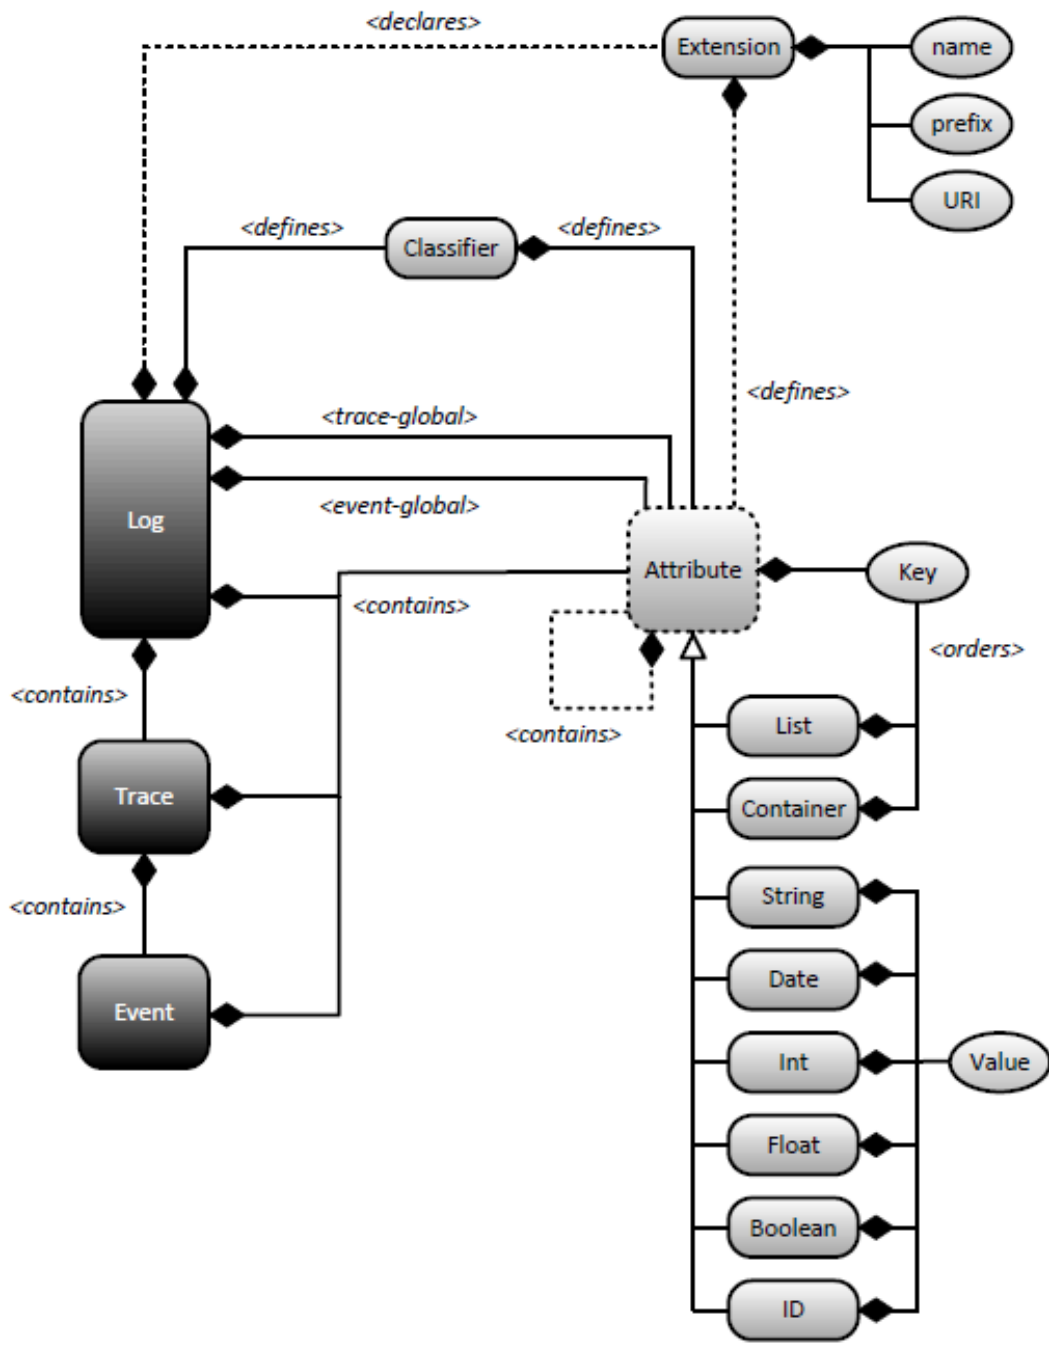 <declares>
Extension
name
prefix
URI
<defines>
Classifier
<defines>
<defines>
<trace-global>
<event-global>
Log
Attribute
Key
<contains>
<orders>
<contains>
List
<contains>
Trace
Container
String
<contains>
Date
Event
Int
Value
Float
Boolean
ID